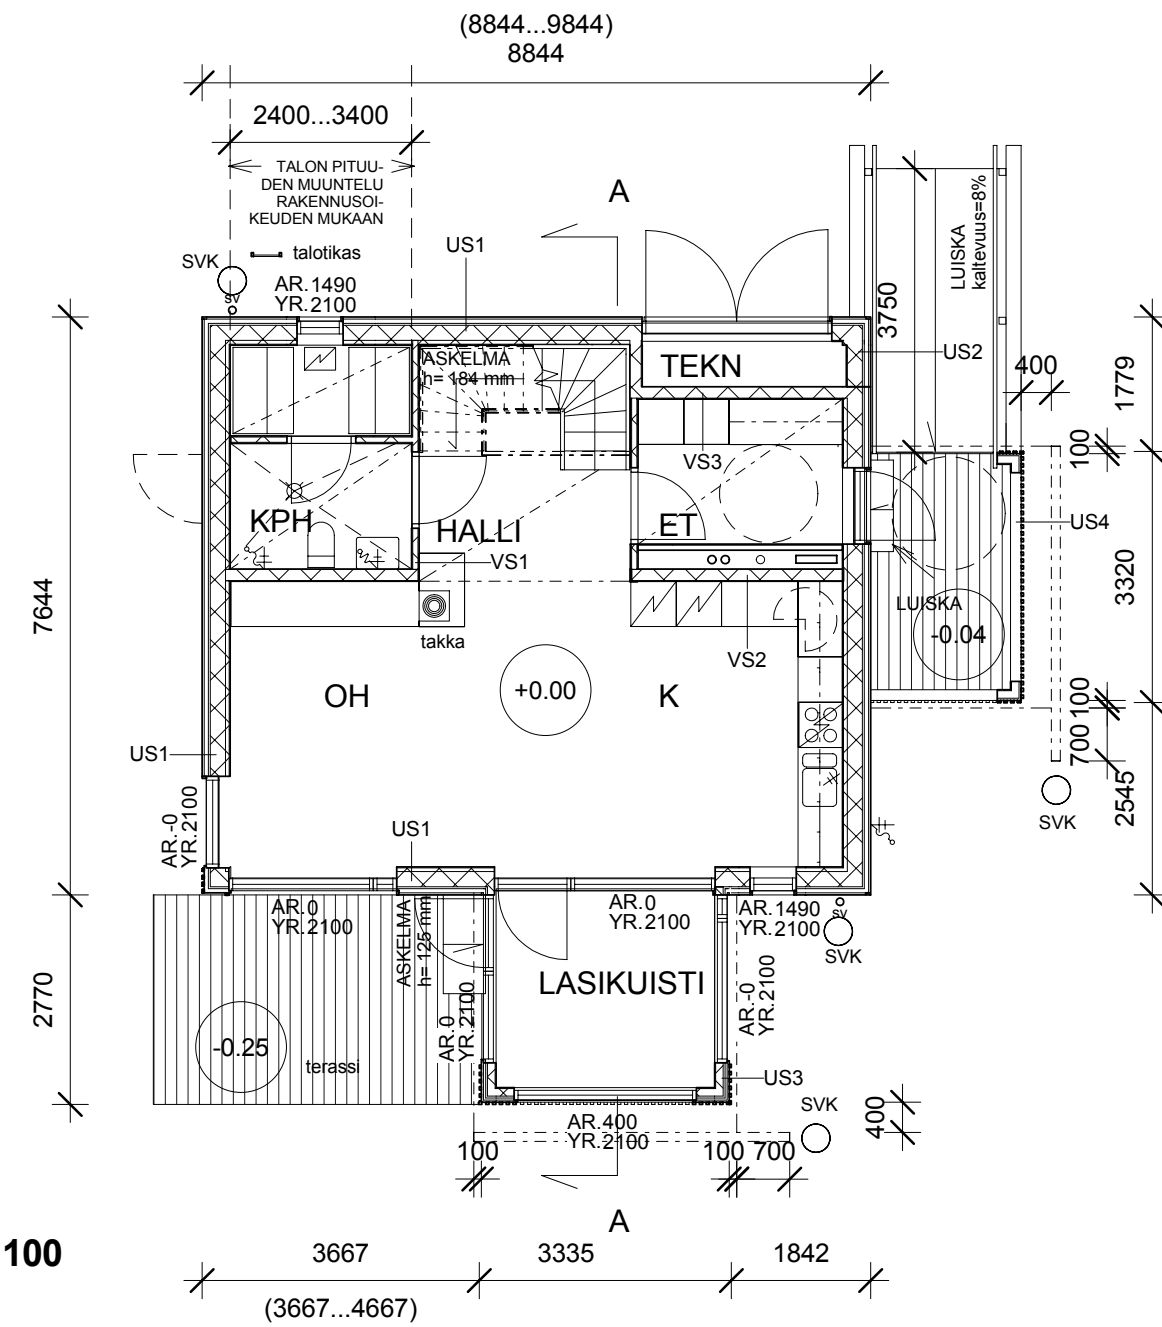 (8844...9844)
8844
2400...3400
TALON PITUU-
DEN MUUNTELU
RAKENNUSOI-
KEUDEN MUKAAN
talotikas
A
US1
SVK
sv
AR.1490
YR.2100
LUISKA
kaltevuus=8%
3750
ASKELMA
h= 184 mm
TEKN
US2
400
1779
100
VS3
KPH
HALLI
ET
US4
VS1
3320
7644
LUISKA
-0.04
takka
VS2
OH
+0.00
K
100
700
US1
2545
AR.-0
YR.2100
US1
SVK
AR.0
YR.2100
ASKELMA
h= 125 mm
AR.0
YR.2100
AR.1490
YR.2100
sv
SVK
2770
LASIKUISTI
AR.0
YR.2100
AR.-0
YR.2100
-0.25
terassi
US3
SVK
400
AR.400
YR.2100
100
100
700
A
100
3667
3335
1842
(3667...4667)